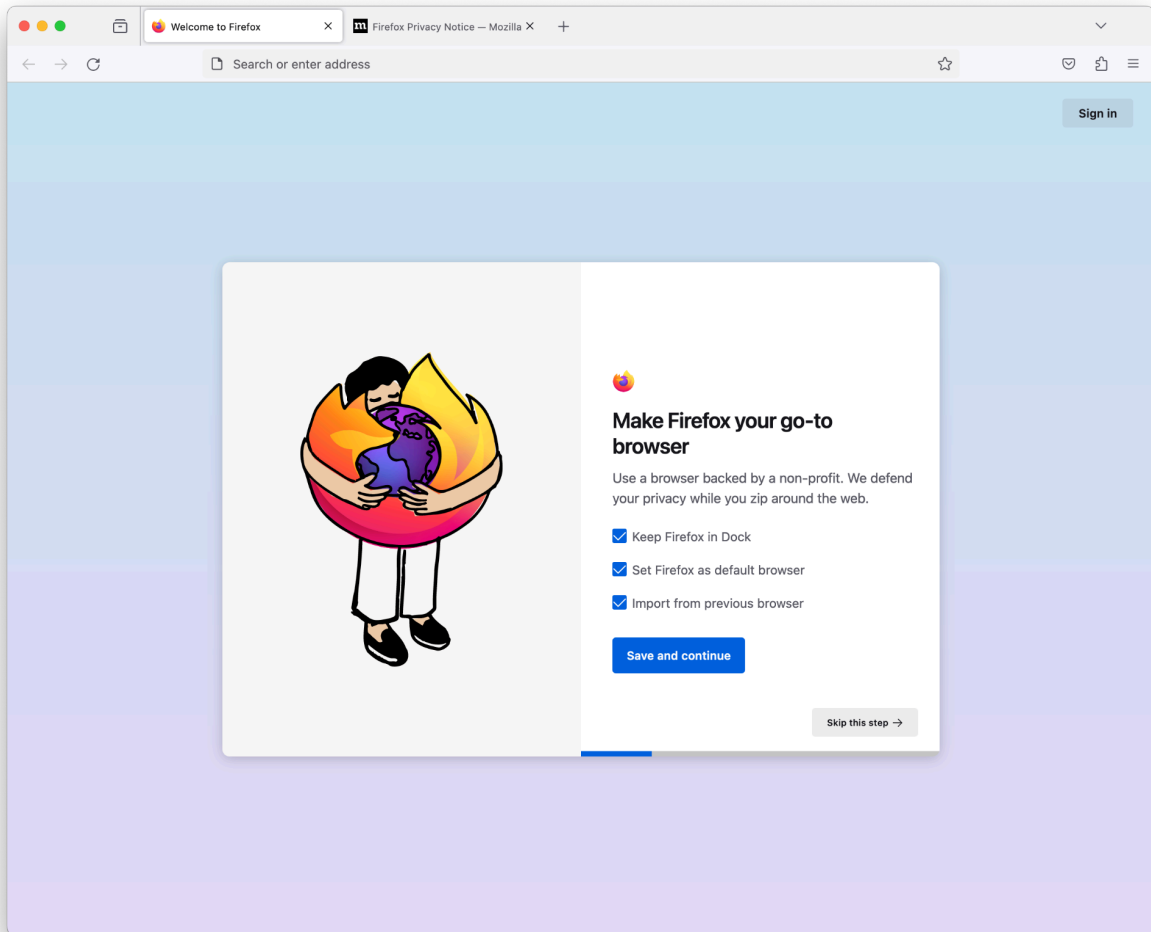 Welcome to Firefox
Firefox Privacy Notice — Mozilla
Search or enter address
Sign in
Make Firefox your go-to
browser
Use a browser backed by a non-profit. We defend
your privacy while you zip around the web.
Keep Firefox in Dock
Set Firefox as default browser
Import from previous browser
Save and continue
Skip this step →